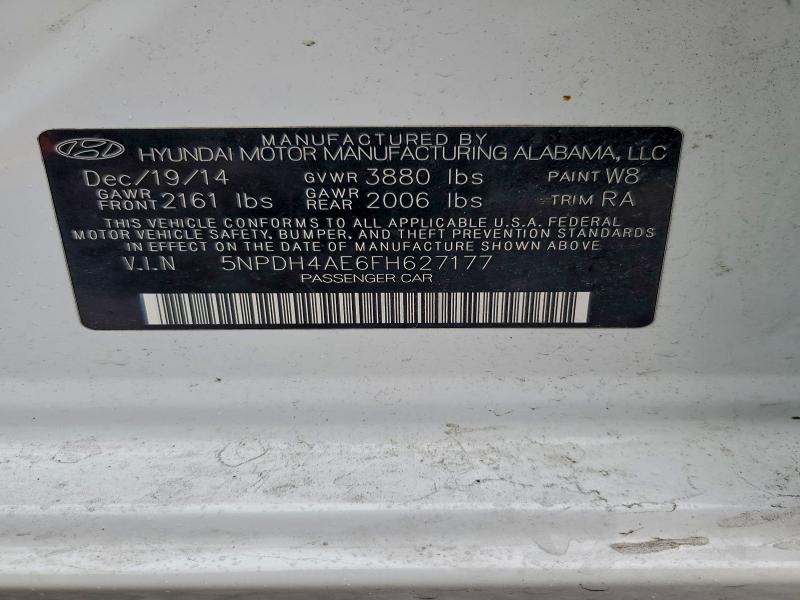 MANUFACTURED BY
HYUNDAI MOTOR MANUFACTURING ALABAMA, LLC
Dec/19/14 GVWR 3880 lbs PAINT W8
GAWR FRONT 2161 lbs GAWR REAR 2006 lbs TRIM RA
THIS VEHICLE CONFORMS TO ALL APPLICABLE U.S.A. FEDERAL
MOTOR VEHICLE SAFETY, BUMPER, AND THEFT PREVENTION STANDARDS
IN EFFECT ON THE DATE OF MANUFACTURE SHOWN ABOVE
V.I.N 5NPDH4AE6FH627177
PASSENGER CAR